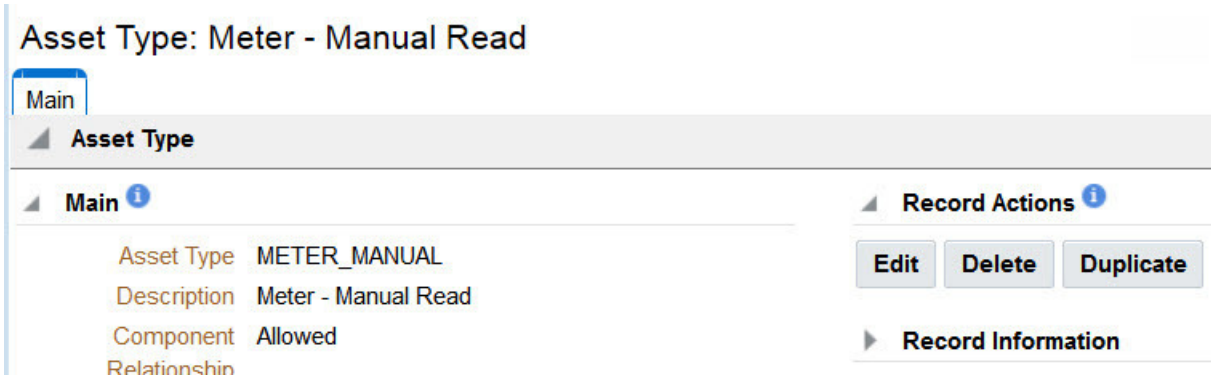 Asset Type: Meter - Manual Read
Main
Asset Type
Main
Record Actions
Asset Type METER_MANUAL
Edit Delete Duplicate
Description Meter - Manual Read
Component Allowed
Relationship
Record Information